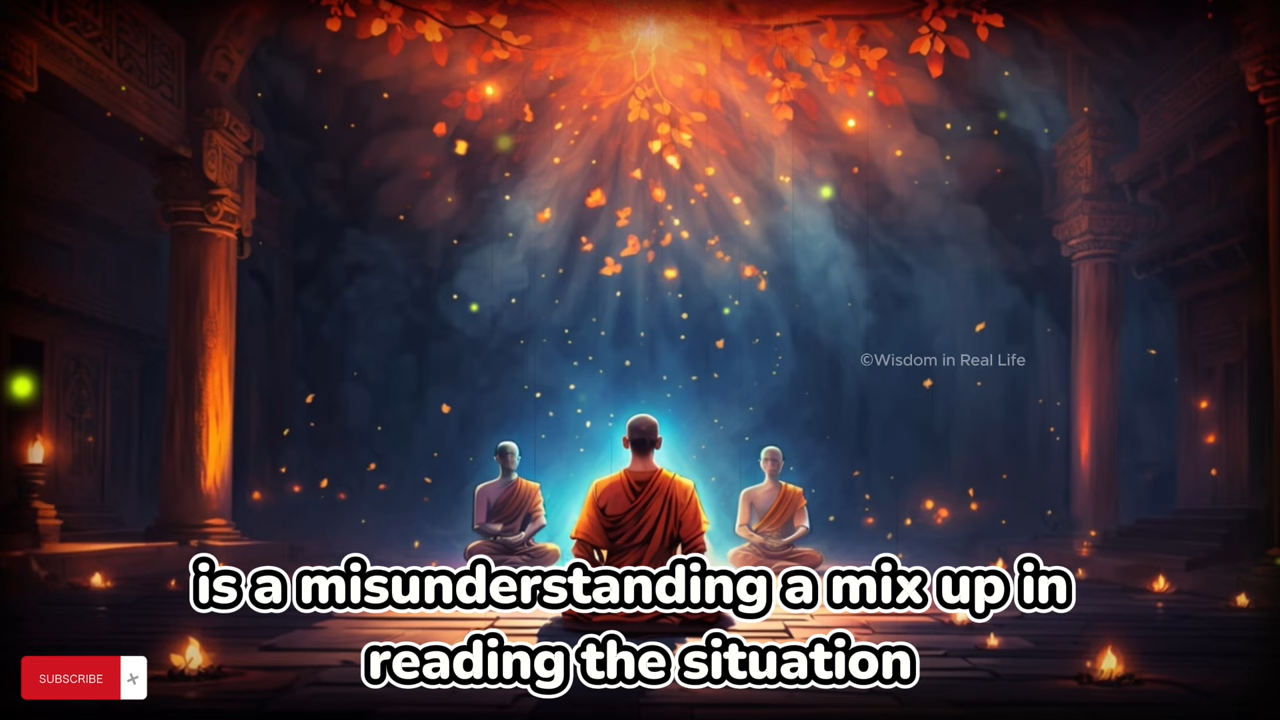 ©Wisdom in Real Life
is a misunderstanding a mix up in
reading the situation
SUBSCRIBE